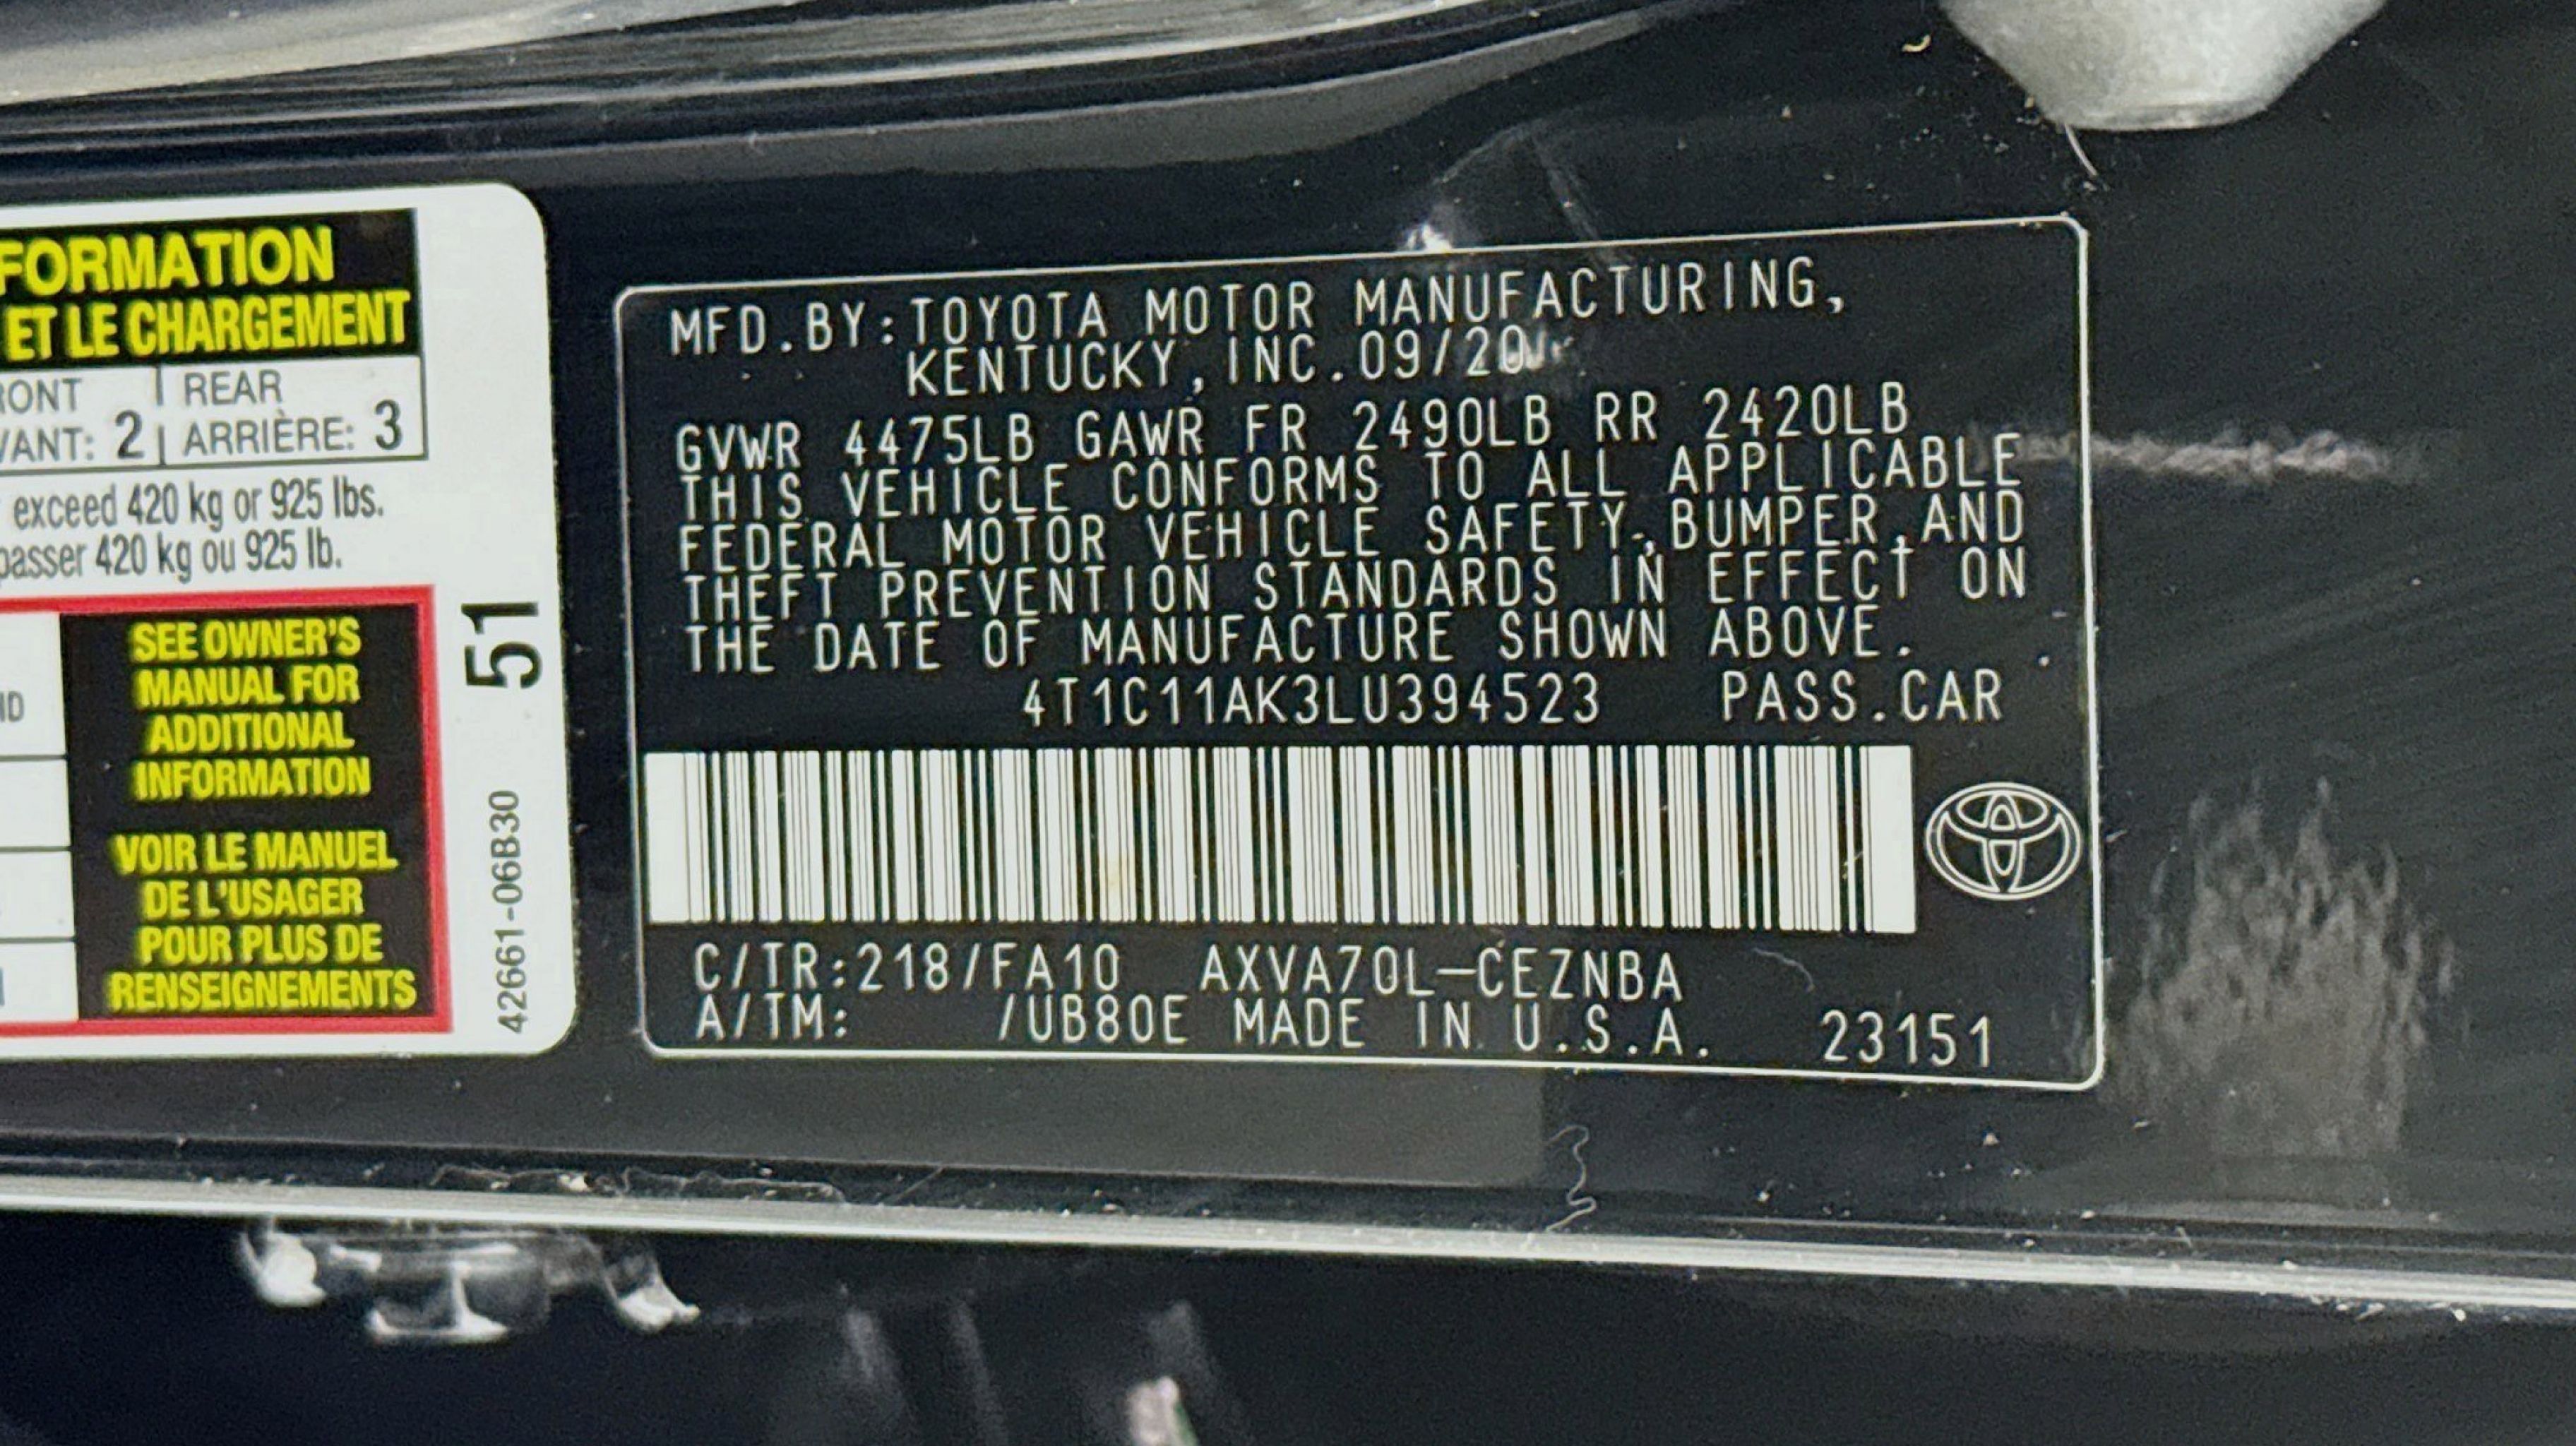 FORMATION
ET LE CHARGEMENT
RONT REAR
VANT: 2 ARRIÈRE: 3
exceed 420 kg or 925 lbs.
passer 420 kg ou 925 lb.
SEE OWNER'S
MANUAL FOR
ADDITIONAL
INFORMATION
VOIR LE MANUEL
DE L'USAGER
POUR PLUS DE
RENSEIGNEMENTS
51
42661-06B30
MFD.BY:TOYOTA MOTOR MANUFACTURING,
KENTUCKY,INC.09/20
GVWR 4475LB GAWR FR 2490LB RR 2420LB
THIS VEHICLE CONFORMS TO ALL APPLICABLE
FEDERAL MOTOR VEHICLE SAFETY,BUMPER,AND
THEFT PREVENTION STANDARDS IN EFFECT ON
THE DATE OF MANUFACTURE SHOWN ABOVE.
4T1C11AK3LU394523 PASS.CAR
C/TR:218/FA10 AXVA70L-CEZNBA
A/TM: /UB80E MADE IN U.S.A. 23151